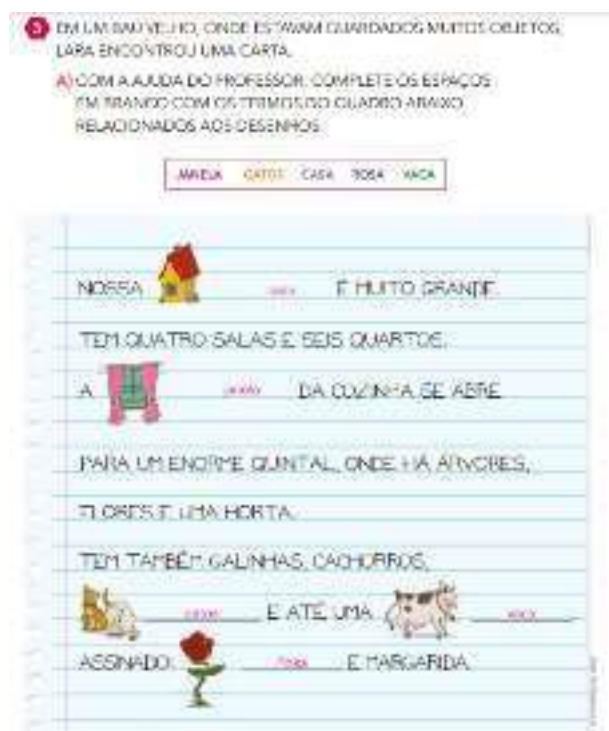 3 EM UM BAÚ VELHO, ONDE ESTAVAM GUARDADOS MUITOS OBJETOS,
LARA ENCONTROU UMA CARTA.
A) COM A AJUDA DO PROFESSOR, COMPLETE OS ESPAÇOS
EM BRANCO COM OS TERMOS DO QUADRO ABAIXO
RELACIONADOS AOS DESENHOS.
JANELA GATOS CASA ROSA VACA
NOSSA casa É MUITO GRANDE.
TEM QUATRO SALAS E SEIS QUARTOS.
A janela DA COZINHA SE ABRE
PARA UM ENORME QUINTAL, ONDE HÁ ÁRVORES,
FLORES E UMA HORTA.
TEM TAMBÉM GALINHAS, CACHORROS,
gatos E ATÉ UMA vaca
ASSINADO: Rosa E MARGARIDA.